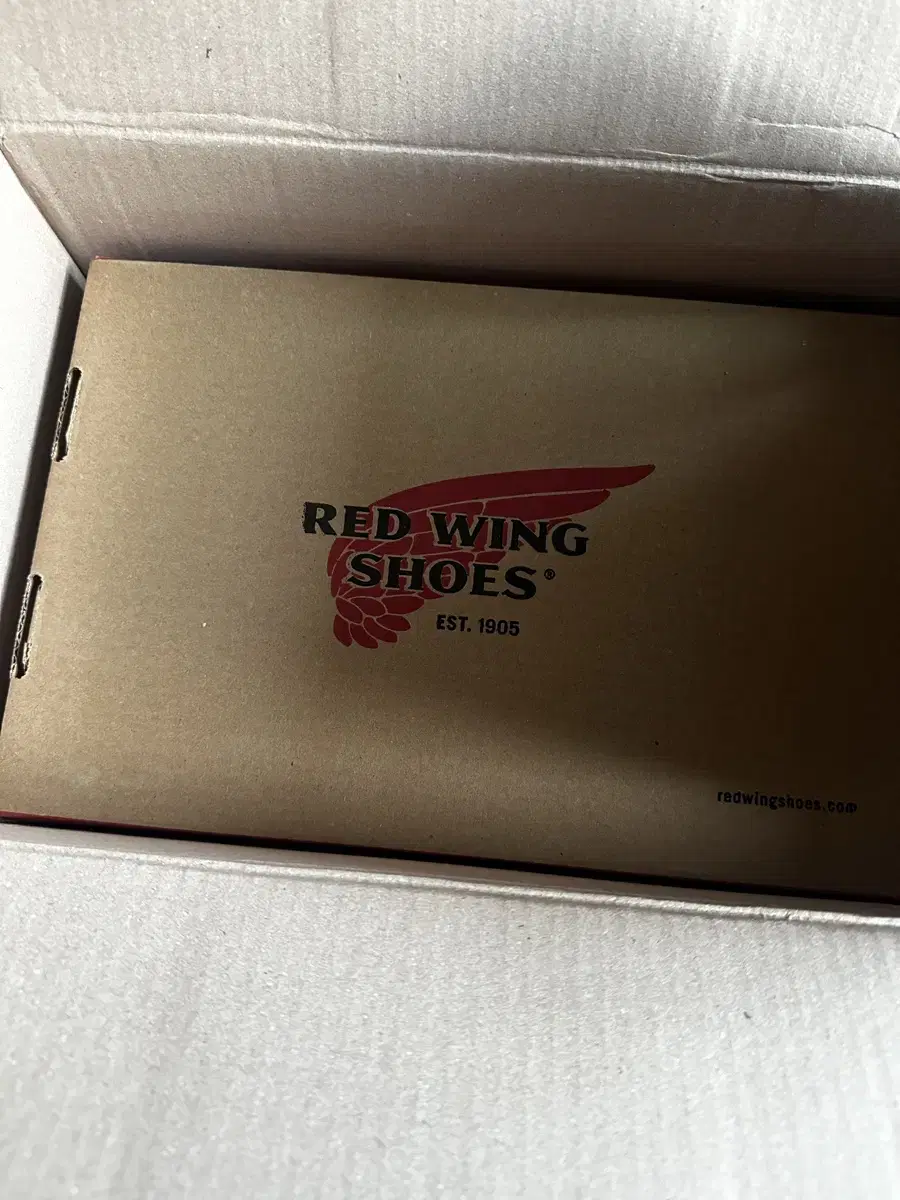 RED WING
SHOES®
EST. 1905
redwingshoes.com